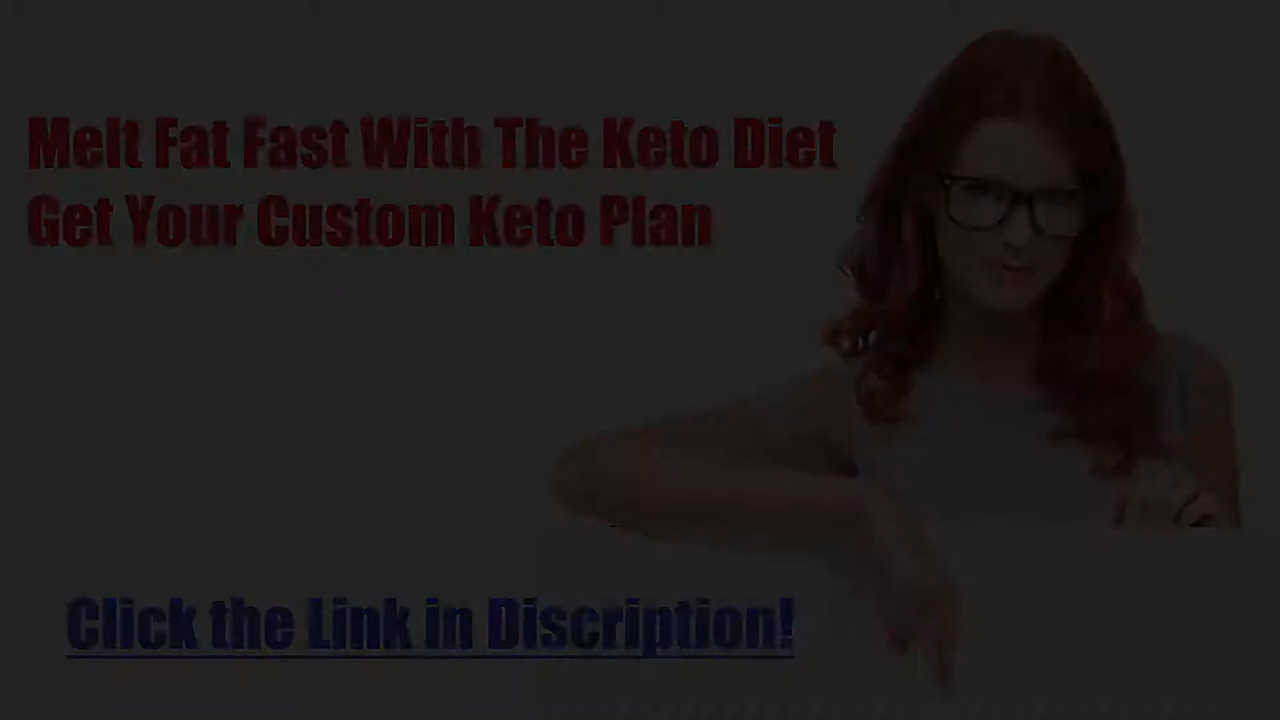 Melt Fat Fast With The Keto Diet
Get Your Custom Keto Plan
Click the Link in Discription!